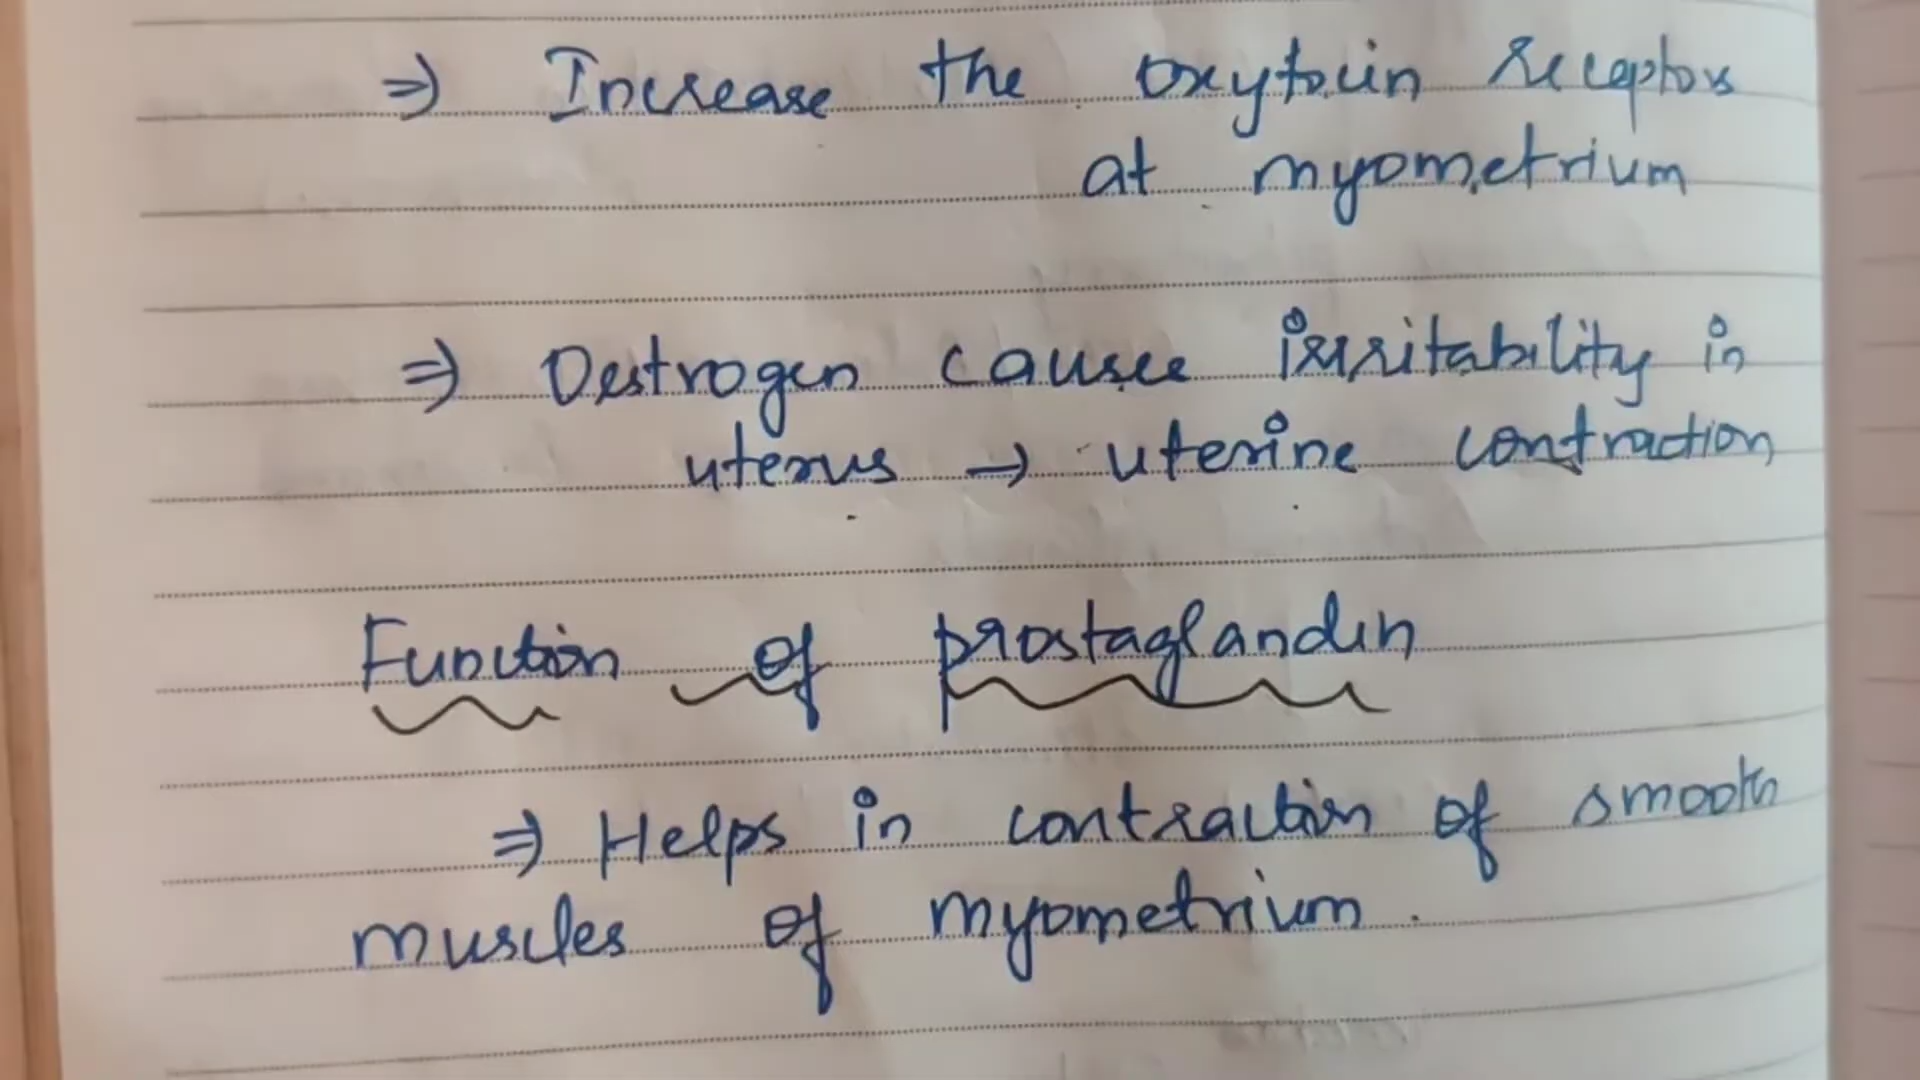 ⇒ Increase the oxytocin receptors
at myometrium
⇒ Oestrogen cause irritability in
uterus → uterine contraction
Function of prostaglandin
⇒ Helps in contraction of smooth
muscles of myometrium.